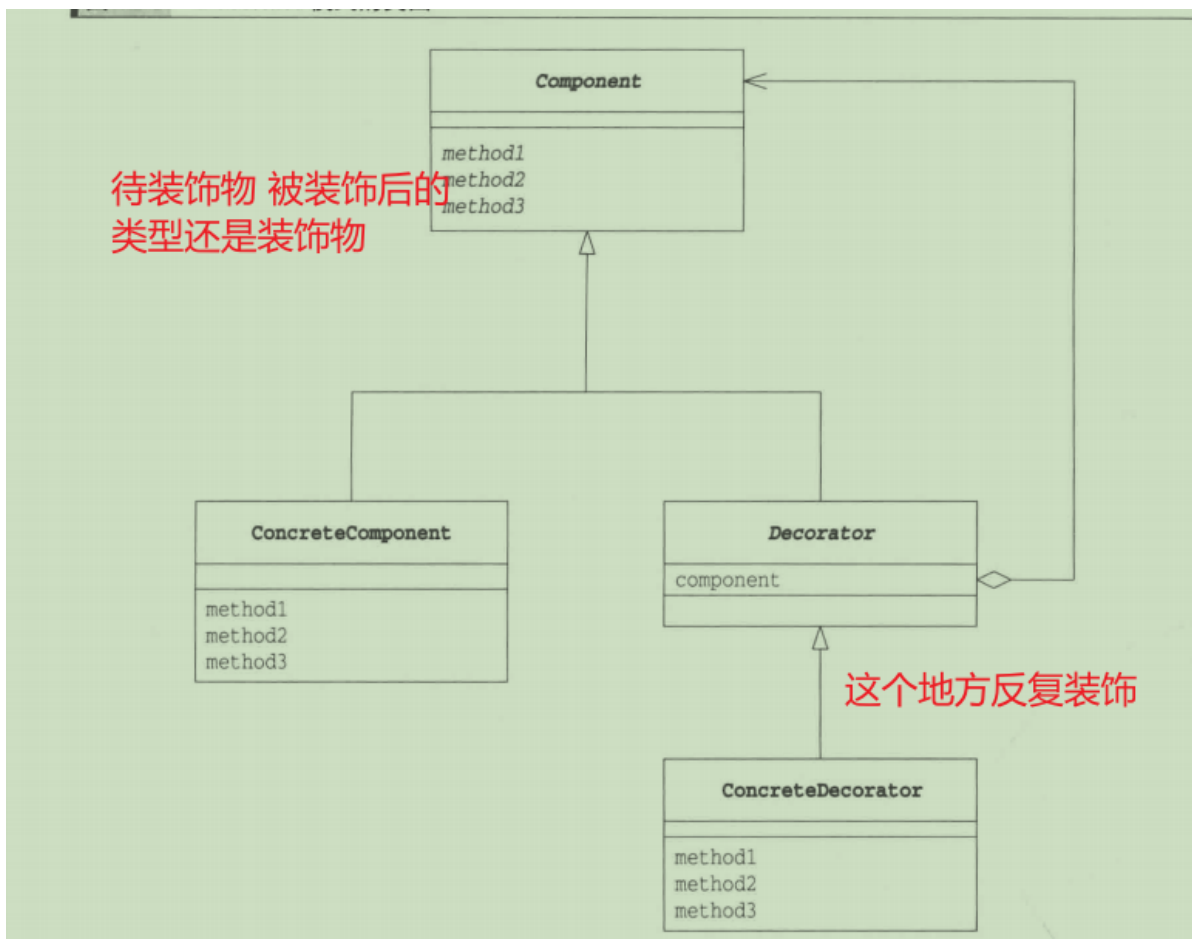 Component
method1
method2
method3
待装饰物 被装饰后的
类型还是装饰物
ConcreteComponent
method1
method2
method3
Decorator
component
这个地方反复装饰
ConcreteDecorator
method1
method2
method3